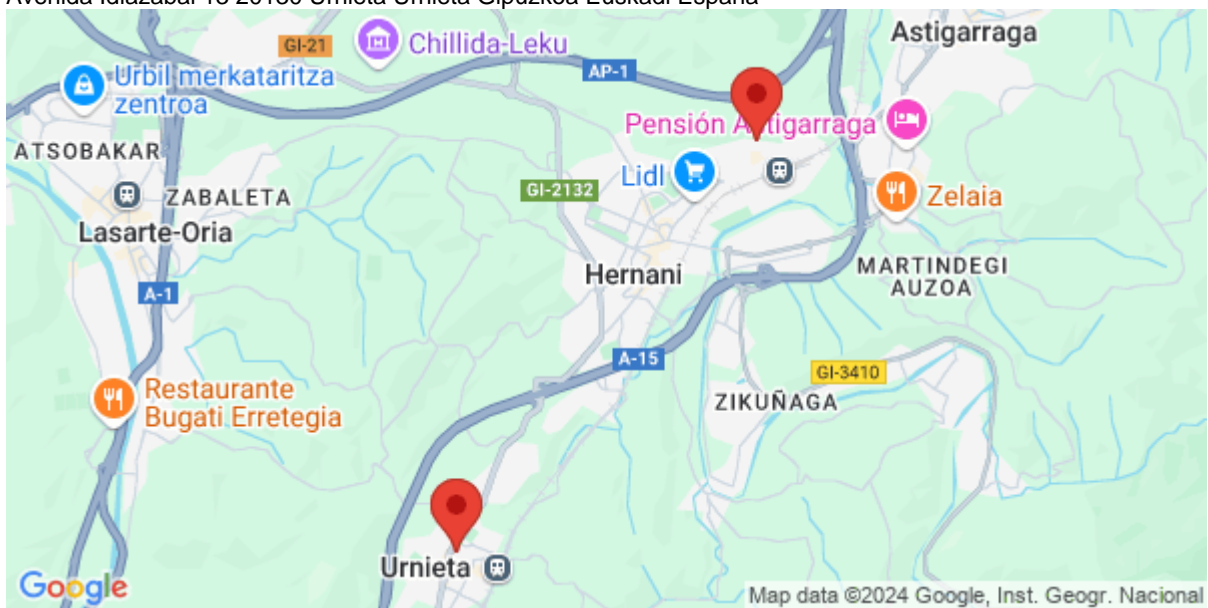 Avenida Idiazabal 13 20130 Urnieta Urnieta Gipuzkoa Euskadi España
Astigarraga
GI-21
Chillida-Leku
Urbil merkataritza
zentroa
AP-1
Pensión Astigarraga
ATSOBAKAR
Lidl
GI-2132
ZABALETA
Zelaia
Lasarte-Oria
Hernani
MARTINDEGI
AUZOA
A-1
A-15
GI-3410
Restaurante
Bugati Erretegia
ZIKUÑAGA
Urnieta
Google
Map data ©2024 Google, Inst. Geogr. Nacional